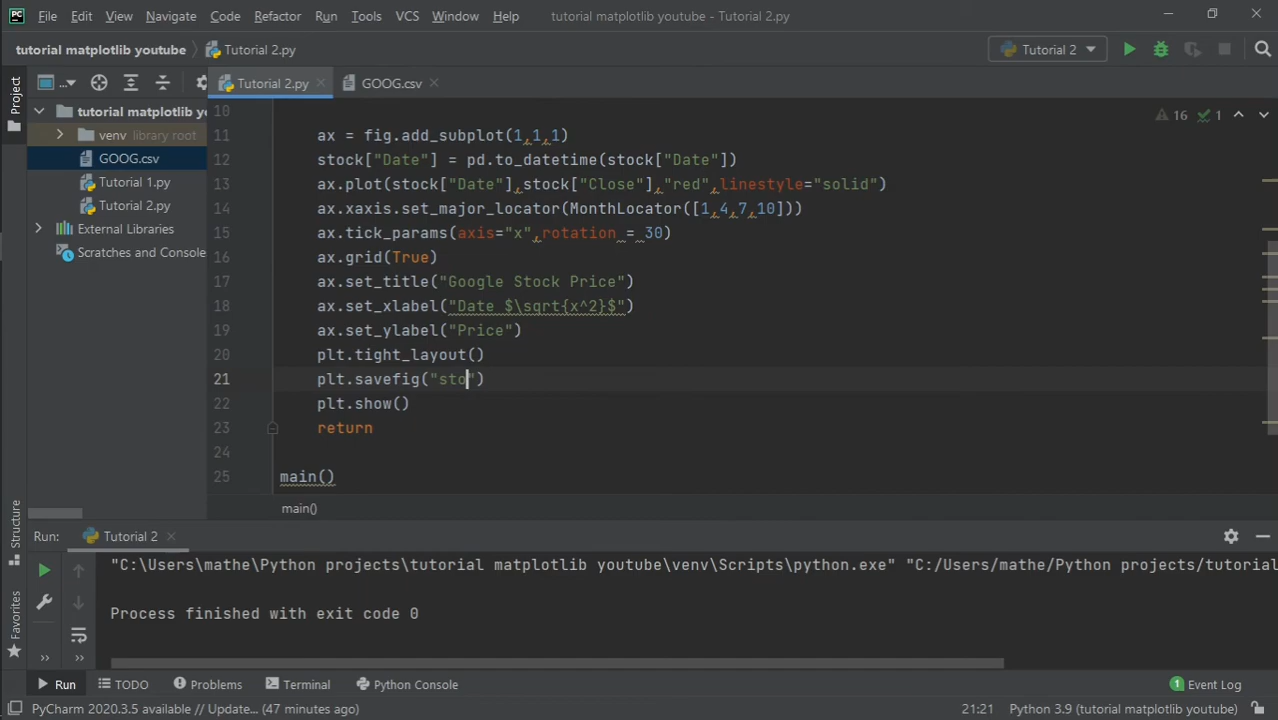 File Edit View Navigate Code Refactor Run Tools VCS Window Help tutorial matplotlib youtube - Tutorial 2.py
tutorial matplotlib youtube Tutorial 2.py Tutorial 2
Project
... Tutorial 2.py GOOG.csv
tutorial matplotlib yo
venv library root
GOOG.csv
Tutorial 1.py
Tutorial 2.py
External Libraries
Scratches and Console
16 1
10
11 ax = fig.add_subplot(1,1,1)
12 stock["Date"] = pd.to_datetime(stock["Date"])
13 ax.plot(stock["Date"],stock["Close"],"red",linestyle="solid")
14 ax.xaxis.set_major_locator(MonthLocator([1,4,7,10]))
15 ax.tick_params(axis="x",rotation = 30)
16 ax.grid(True)
17 ax.set_title("Google Stock Price")
18 ax.set_xlabel("Date $\sqrt{x^2}$")
19 ax.set_ylabel("Price")
20 plt.tight_layout()
21 plt.savefig("sto")
22 plt.show()
23 return
24
25 main()
main()
Structure
Favorites
Run: Tutorial 2
"C:\Users\mathe\Python projects\tutorial matplotlib youtube\venv\Scripts\python.exe" "C:/Users/mathe/Python projects/tutorial
Process finished with exit code 0
Run TODO Problems Terminal Python Console 1 Event Log
PyCharm 2020.3.5 available // Update... (47 minutes ago) 21:21 Python 3.9 (tutorial matplotlib youtube)